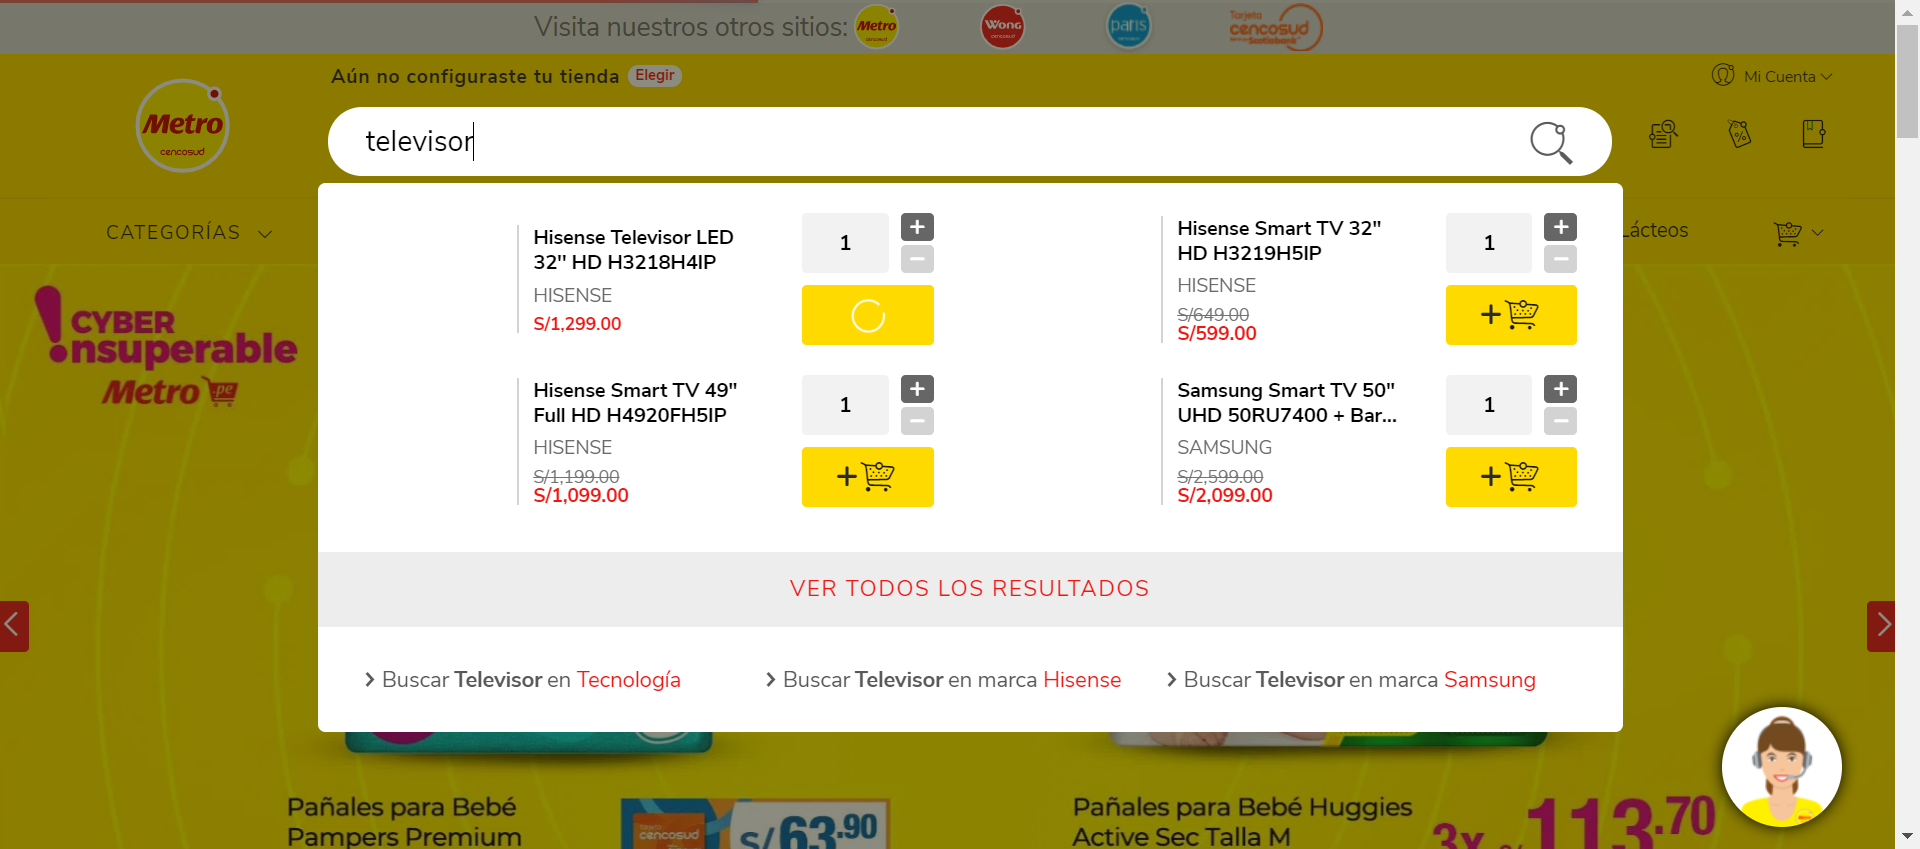 Visita nuestros otros sitios:
Metro
cencosud
Wong
cencosud
paris
cencosud
Tarjeta
cencosud
Scotiabank
Aún no configuraste tu tienda
Elegir
Mi Cuenta
Metro
cencosud
televisor
CATEGORÍAS
Lácteos
Hisense Televisor LED
32" HD H3218H4IP
HISENSE
S/1,299.00
1
+
−
Hisense Smart TV 32"
HD H3219H5IP
HISENSE
S/649.00
S/599.00
1
+
−
+
Hisense Smart TV 49"
Full HD H4920FH5IP
HISENSE
S/1,199.00
S/1,099.00
1
+
−
+
Samsung Smart TV 50"
UHD 50RU7400 + Bar...
SAMSUNG
S/2,599.00
S/2,099.00
1
+
−
+
CYBER
!nsuperable
Metro .pe
VER TODOS LOS RESULTADOS
Buscar Televisor en Tecnología
Buscar Televisor en marca Hisense
Buscar Televisor en marca Samsung
Pañales para Bebé
Pampers Premium
cencosud
S/63.90
Pañales para Bebé Huggies
Active Sec Talla M
3x S/113.70